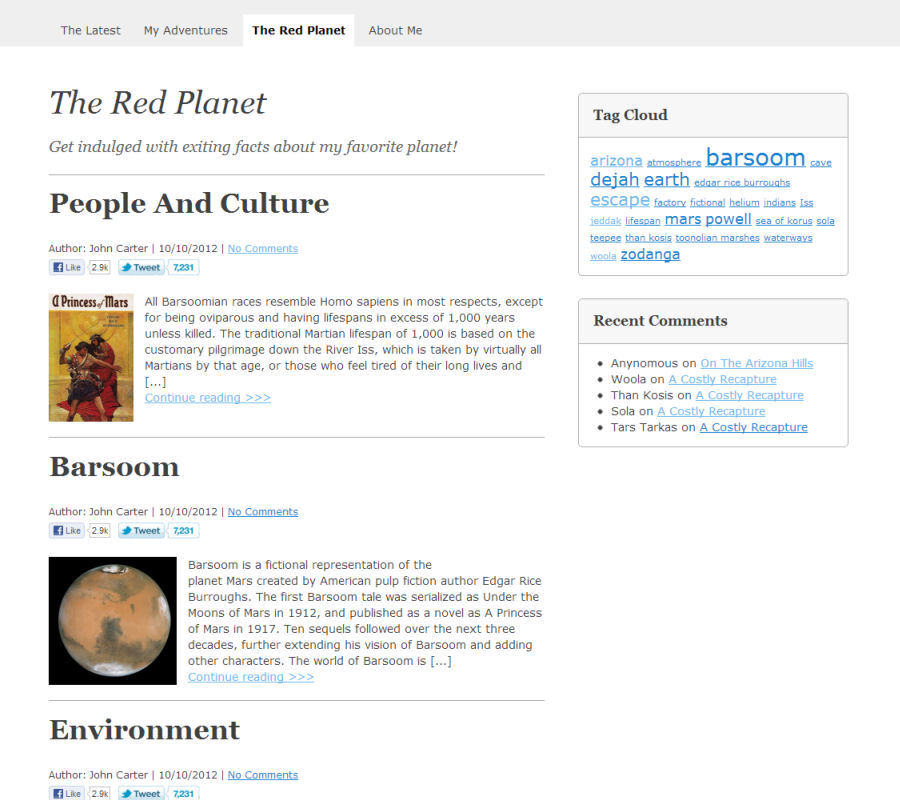 The Latest My Adventures The Red Planet About Me
The Red Planet
Get indulged with exiting facts about my favorite planet!
People And Culture
Author: John Carter | 10/10/2012 | No Comments
Like 2.9k Tweet 7,231
A Princess of Mars
All Barsoomian races resemble Homo sapiens in most respects, except
for being oviparous and having lifespans in excess of 1,000 years
unless killed. The traditional Martian lifespan of 1,000 is based on the
customary pilgrimage down the River Iss, which is taken by virtually all
Martians by that age, or those who feel tired of their long lives and
[...]
Continue reading >>>
Barsoom
Author: John Carter | 10/10/2012 | No Comments
Like 2.9k Tweet 7,231
Barsoom is a fictional representation of the
planet Mars created by American pulp fiction author Edgar Rice
Burroughs. The first Barsoom tale was serialized as Under the
Moons of Mars in 1912, and published as a novel as A Princess
of Mars in 1917. Ten sequels followed over the next three
decades, further extending his vision of Barsoom and adding
other characters. The world of Barsoom is [...]
Continue reading >>>
Environment
Author: John Carter | 10/10/2012 | No Comments
Like 2.9k Tweet 7,231
Tag Cloud
arizona atmosphere barsoom cave
dejah earth edgar rice burroughs
escape factory fictional helium indians Iss
jeddak lifespan mars powell sea of korus sola
teepee than kosis toonolian marshes waterways
woola zodanga
Recent Comments
Anynomous on On The Arizona Hills
Woola on A Costly Recapture
Than Kosis on A Costly Recapture
Sola on A Costly Recapture
Tars Tarkas on A Costly Recapture